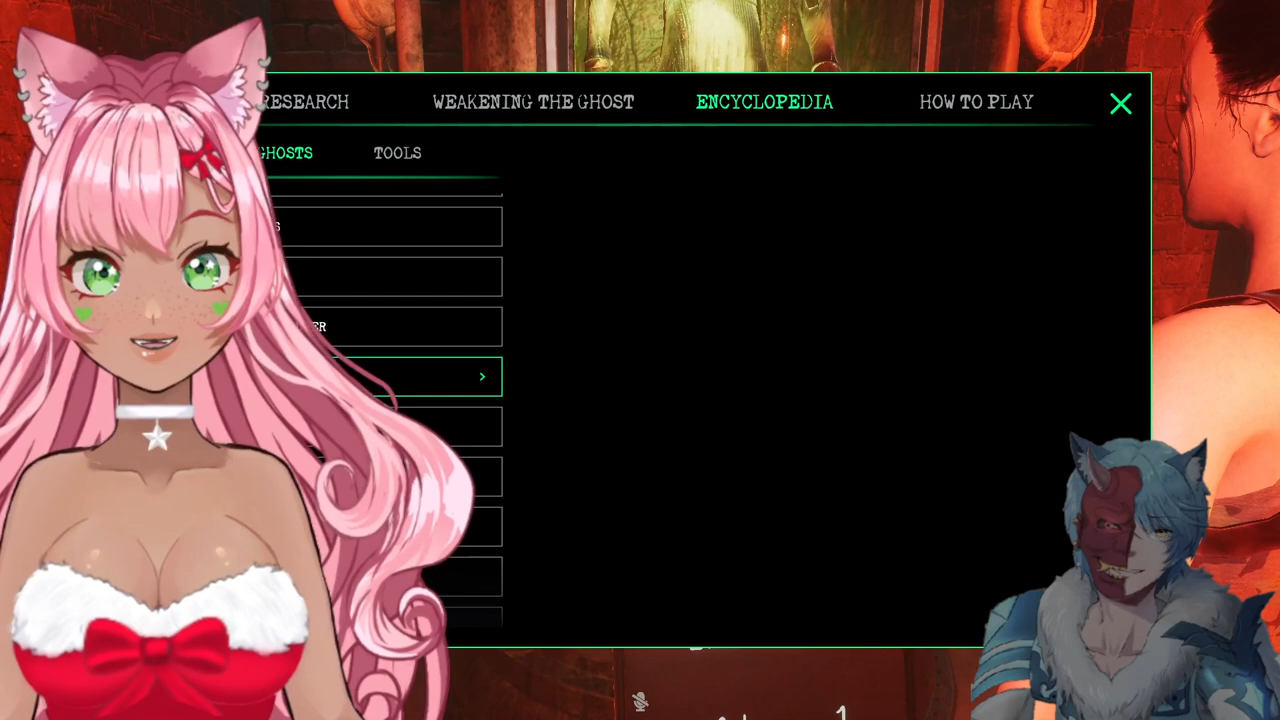 RESEARCH WEAKENING THE GHOST ENCYCLOPEDIA HOW TO PLAY
GHOSTS TOOLS